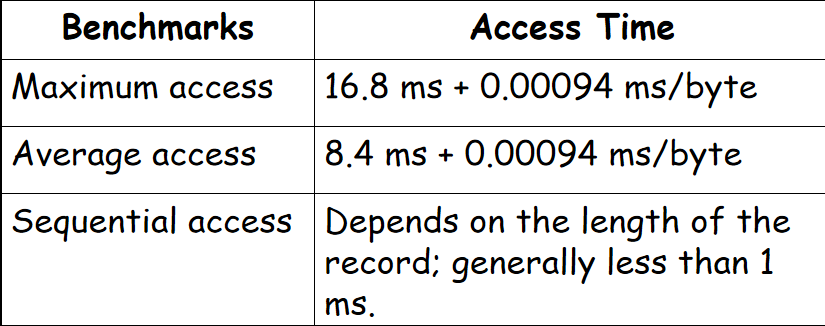 Benchmarks Access Time
Maximum access 16.8 ms + 0.00094 ms/byte
Average access 8.4 ms + 0.00094 ms/byte
Sequential access Depends on the length of the
record; generally less than 1
ms.